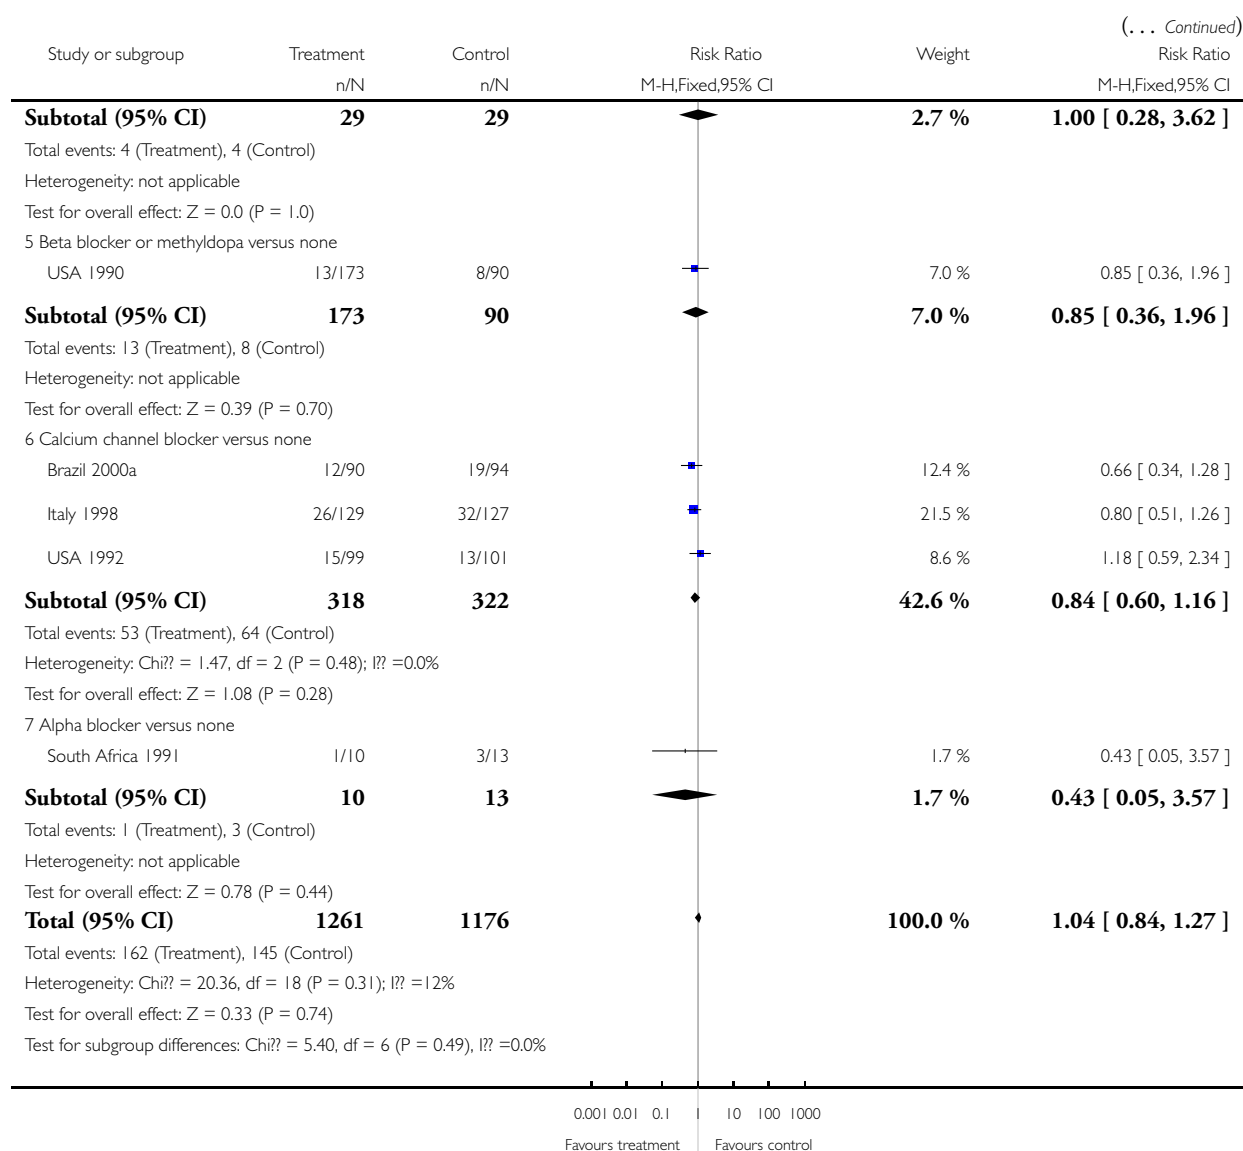 (... Continued)
Study or subgroup Treatment Control Risk Ratio Weight Risk Ratio
n/N n/N M-H,Fixed,95% CI M-H,Fixed,95% CI
Subtotal (95% CI) 29 29 2.7 % 1.00 [ 0.28, 3.62 ]
Total events: 4 (Treatment), 4 (Control)
Heterogeneity: not applicable
Test for overall effect: Z = 0.0 (P = 1.0)
5 Beta blocker or methyldopa versus none
USA 1990 13/173 8/90 7.0 % 0.85 [ 0.36, 1.96 ]
Subtotal (95% CI) 173 90 7.0 % 0.85 [ 0.36, 1.96 ]
Total events: 13 (Treatment), 8 (Control)
Heterogeneity: not applicable
Test for overall effect: Z = 0.39 (P = 0.70)
6 Calcium channel blocker versus none
Brazil 2000a 12/90 19/94 12.4 % 0.66 [ 0.34, 1.28 ]
Italy 1998 26/129 32/127 21.5 % 0.80 [ 0.51, 1.26 ]
USA 1992 15/99 13/101 8.6 % 1.18 [ 0.59, 2.34 ]
Subtotal (95% CI) 318 322 42.6 % 0.84 [ 0.60, 1.16 ]
Total events: 53 (Treatment), 64 (Control)
Heterogeneity: Chi?? = 1.47, df = 2 (P = 0.48); I?? =0.0%
Test for overall effect: Z = 1.08 (P = 0.28)
7 Alpha blocker versus none
South Africa 1991 1/10 3/13 1.7 % 0.43 [ 0.05, 3.57 ]
Subtotal (95% CI) 10 13 1.7 % 0.43 [ 0.05, 3.57 ]
Total events: 1 (Treatment), 3 (Control)
Heterogeneity: not applicable
Test for overall effect: Z = 0.78 (P = 0.44)
Total (95% CI) 1261 1176 100.0 % 1.04 [ 0.84, 1.27 ]
Total events: 162 (Treatment), 145 (Control)
Heterogeneity: Chi?? = 20.36, df = 18 (P = 0.31); I?? =12%
Test for overall effect: Z = 0.33 (P = 0.74)
Test for subgroup differences: Chi?? = 5.40, df = 6 (P = 0.49), I?? =0.0%
0.001 0.01 0.1 1 10 100 1000
Favours treatment Favours control